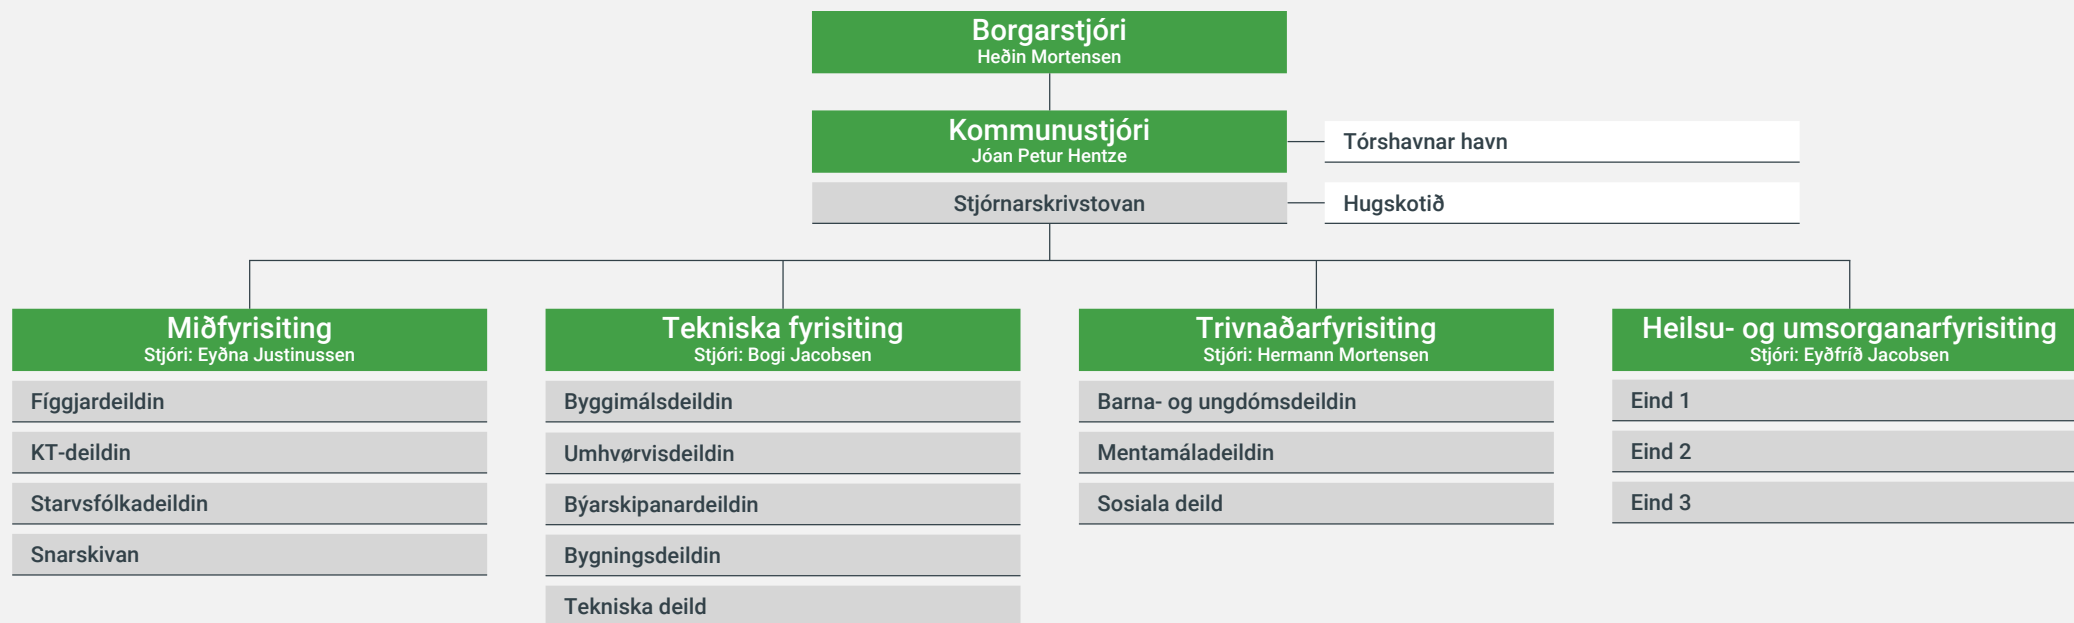 Borgarstjóri
Heðin Mortensen
Kommunustjóri
Jóan Petur Hentze
Tórshavnar havn
Stjórnarskrivstovan
Hugskotið
Miðfyrisiting
Stjóri: Eyðna Justinussen
Fíggjardeildin
KT-deildin
Starvsfólkadeildin
Snarskivan
Tekniska fyrisiting
Stjóri: Bogi Jacobsen
Byggimálsdeildin
Umhvørvisdeildin
Býarskipanardeildin
Bygningsdeildin
Tekniska deild
Trivnaðarfyrisiting
Stjóri: Hermann Mortensen
Barna- og ungdómsdeildin
Mentamáladeildin
Sosiala deild
Heilsu- og umsorganarfyrisiting
Stjóri: Eyðfríð Jacobsen
Eind 1
Eind 2
Eind 3